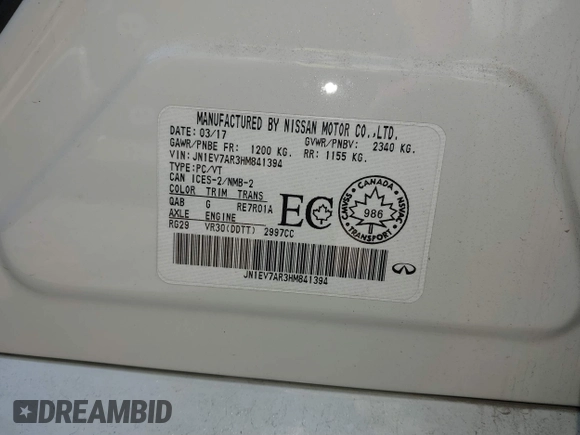 MANUFACTURED BY NISSAN MOTOR CO.,LTD.
DATE: 03/17 GVWR/PNBV: 2340 KG.
GAWR/PNBE FR: 1200 KG. RR: 1155 KG.
VIN: JN1EV7AR3HM841394
TYPE:PC/VT
CAN ICES-2/NMB-2
COLOR TRIM TRANS
QAB G RE7R01A
AXLE ENGINE
RG29 VR30(DDTT) 2997CC
EC
CANADA
CMVSS
NSVAC
986
TRANSPORT
JN1EV7AR3HM841394
DREAMBID